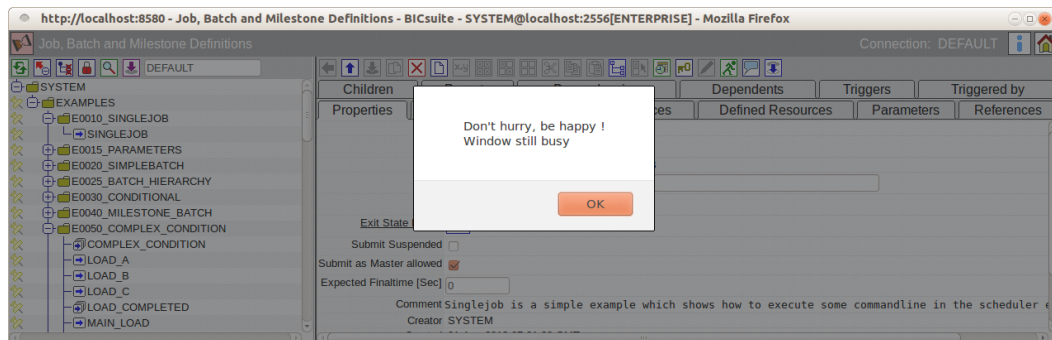 http://localhost:8580 - Job, Batch and Milestone Definitions - BICsuite - SYSTEM@localhost:2556[ENTERPRISE] - Mozilla Firefox
Job, Batch and Milestone Definitions
Connection: DEFAULT
DEFAULT
SYSTEM
EXAMPLES
E0010_SINGLEJOB
SINGLEJOB
E0015_PARAMETERS
E0020_SIMPLEBATCH
E0025_BATCH_HIERARCHY
E0030_CONDITIONAL
E0040_MILESTONE_BATCH
E0050_COMPLEX_CONDITION
COMPLEX_CONDITION
LOAD_A
LOAD_B
LOAD_C
LOAD_COMPLETED
MAIN_LOAD
Children Dependents Triggers Triggered by
Properties Defined Resources Parameters References
Don't hurry, be happy !
Window still busy
OK
Exit State
Submit Suspended
Submit as Master allowed
Expected Finaltime [Sec] 0
Comment Singlejob is a simple example which shows how to execute some commandline in the scheduler
Creator SYSTEM